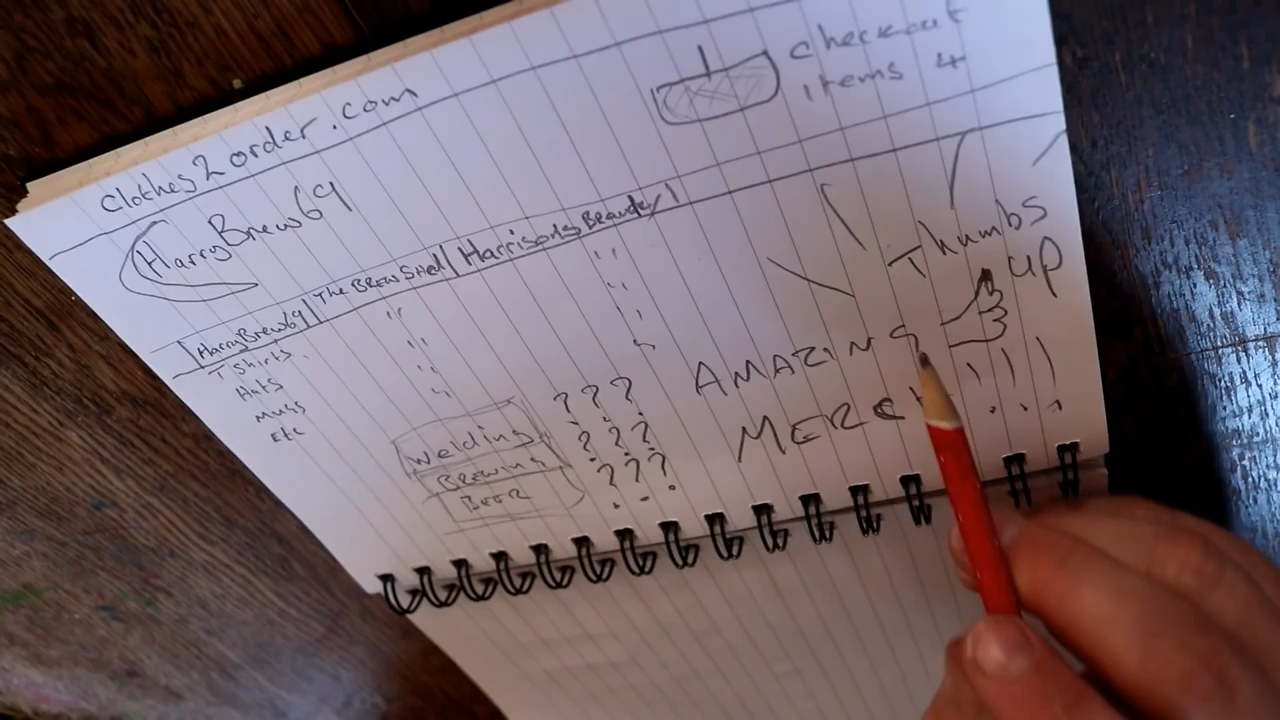 Clothes2order.com
checkout
items 4
HarryBrew69
HarryBrew69 | The BREW SHED |
T Shirts " "
Hats " "
Mugs " "
Etc "
Thumbs
up
AMAZING
MERCH !!!
welding ???
BREWING ???
BEER ???